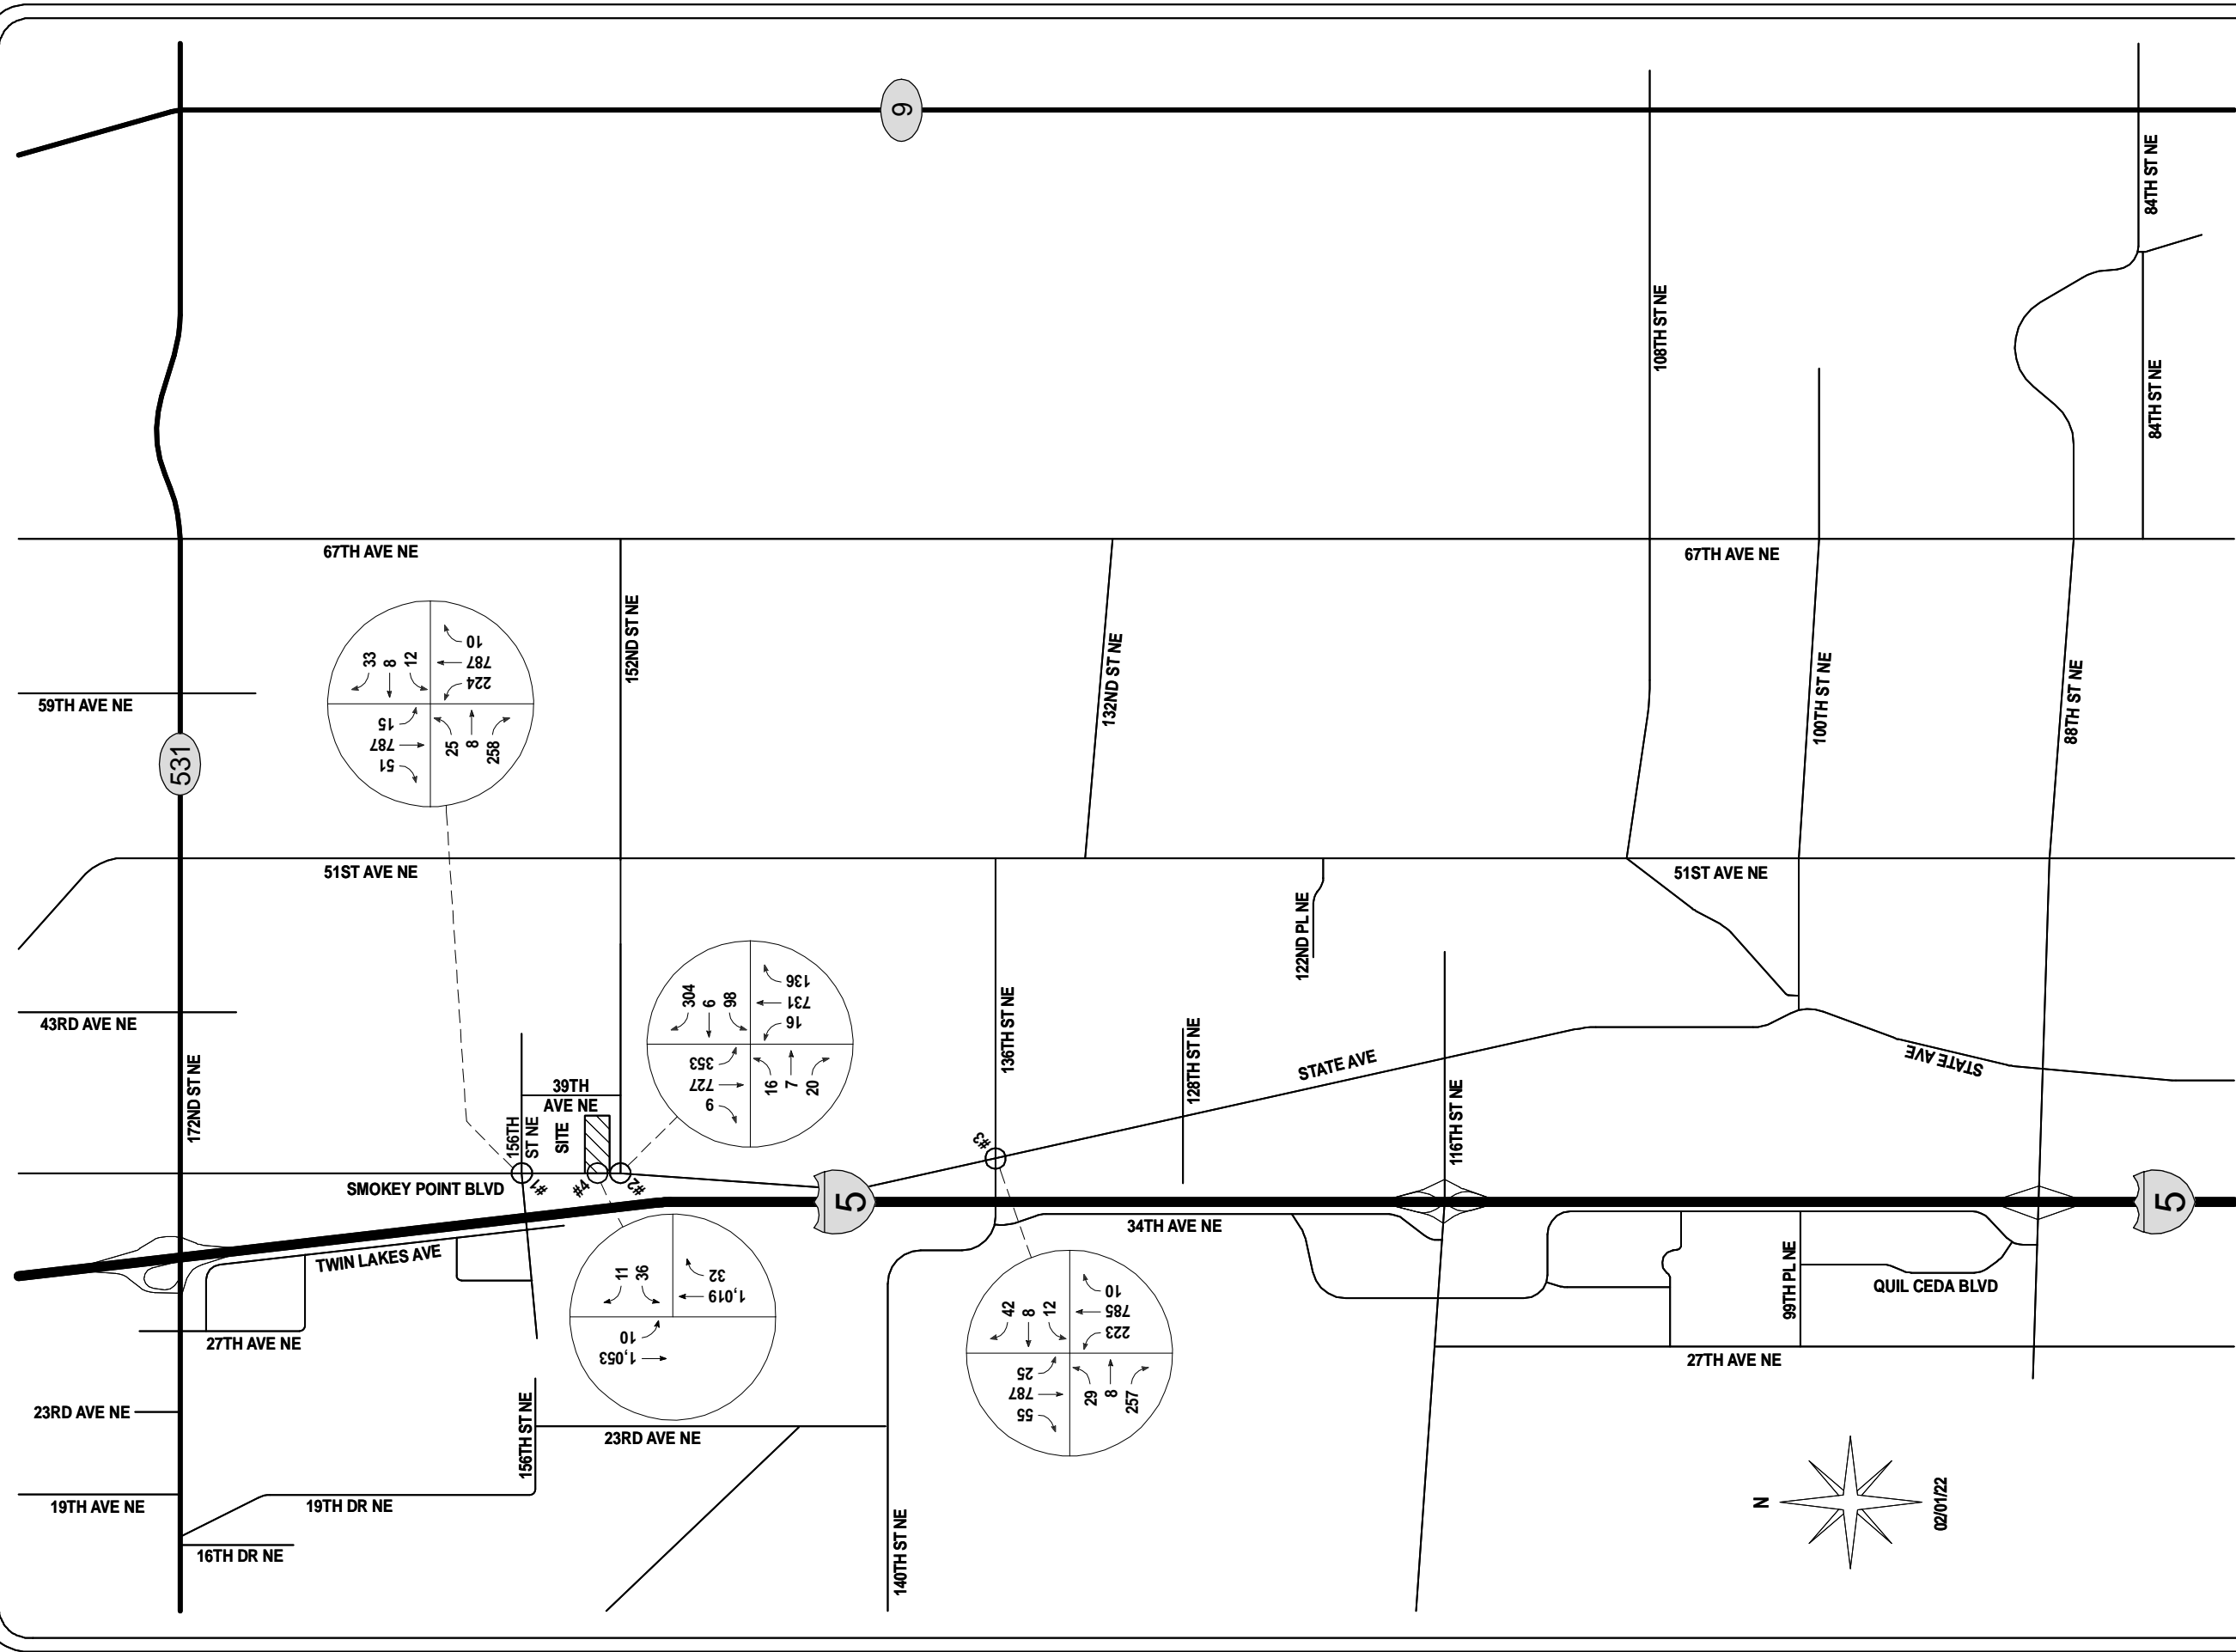 9
84TH ST NE
108TH ST NE
84TH ST NE
67TH AVE NE
67TH AVE NE
152ND ST NE
132ND ST NE
100TH ST NE
88TH ST NE
33
8
12
10
787
224
15
787
51
25
8
258
59TH AVE NE
531
51ST AVE NE
51ST AVE NE
122ND PL NE
304
6
98
136
731
16
353
727
9
16
7
20
43RD AVE NE
172ND ST NE
136TH ST NE
128TH ST NE
STATE AVE
STATE AVE
116TH ST NE
39TH
AVE NE
156TH
ST NE
SITE
#1
#4
#2
#3
SMOKEY POINT BLVD
5
5
34TH AVE NE
TWIN LAKES AVE
11
36
32
1,019
10
1,053
42
8
12
10
785
223
25
787
55
29
8
257
99TH PL NE
QUIL CEDA BLVD
27TH AVE NE
27TH AVE NE
23RD AVE NE
156TH ST NE
23RD AVE NE
19TH AVE NE
19TH DR NE
16TH DR NE
140TH ST NE
N
02/01/22